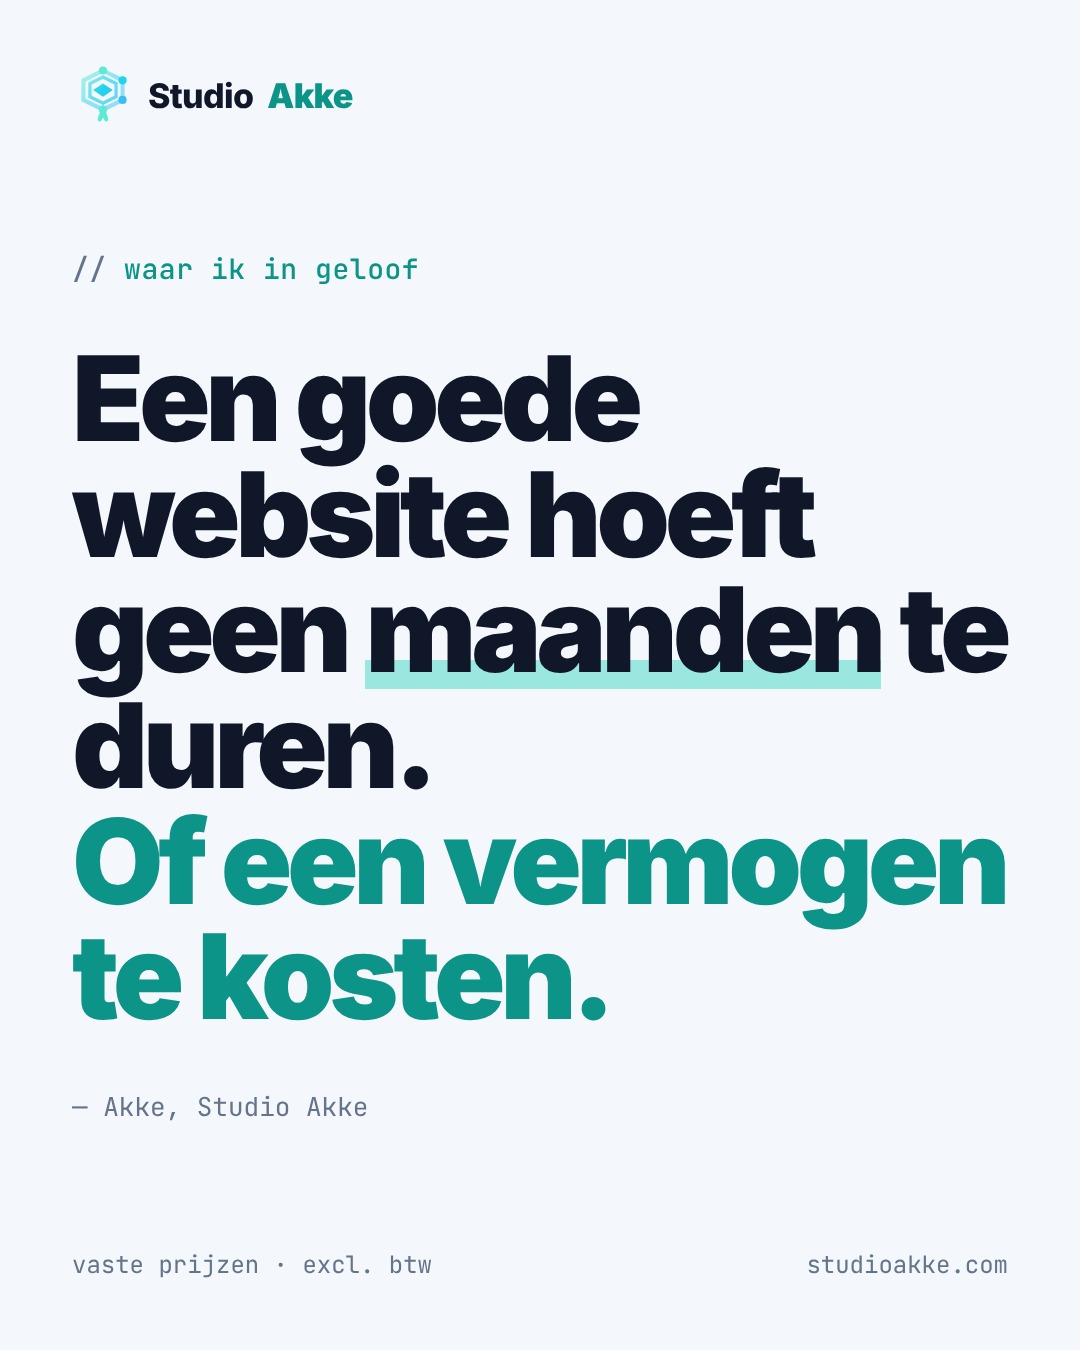 Studio Akke
// waar ik in geloof
Een goede
website hoeft
geen maanden te
duren.
Of een vermogen
te kosten.
— Akke, Studio Akke
vaste prijzen · excl. btw
studioakke.com